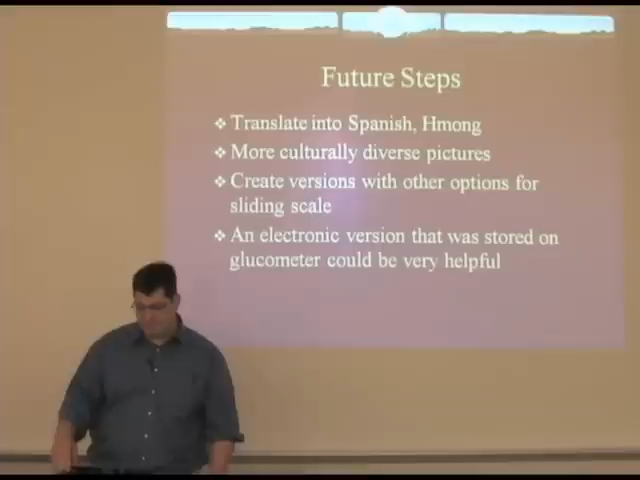 Future Steps
❖ Translate into Spanish, Hmong
❖ More culturally diverse pictures
❖ Create versions with other options for
sliding scale
❖ An electronic version that was stored on
glucometer could be very helpful